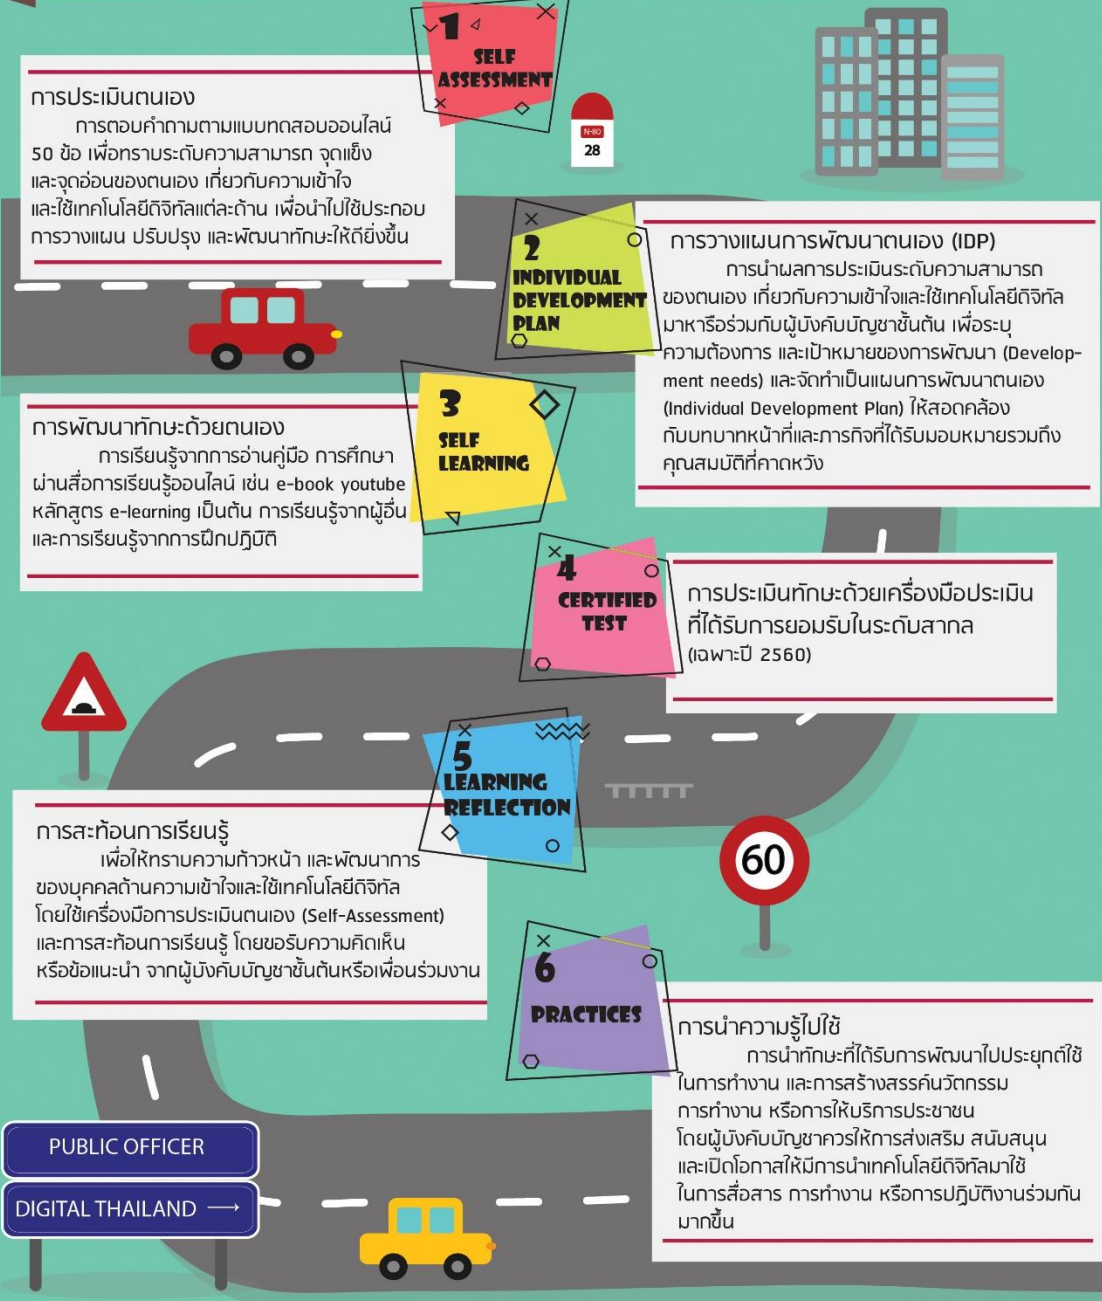 1
SELF
ASSESSMENT
การประเมินตนเอง
การตอบคำถามตามแบบทดสอบออนไลน์
50 ข้อ เพื่อทราบระดับความสามารถ จุดแข็ง
และจุดอ่อนของตนเอง เกี่ยวกับความเข้าใจ
และใช้เทคโนโลยีดิจิทัลแต่ละด้าน เพื่อนำไปใช้ประกอบ
การวางแผน ปรับปรุง และพัฒนาทักษะให้ดียิ่งขึ้น
N-80
28
2
INDIVIDUAL
DEVELOPMENT
PLAN
การวางแผนการพัฒนาตนเอง (IDP)
การนำผลการประเมินระดับความสามารถ
ของตนเอง เกี่ยวกับความเข้าใจและใช้เทคโนโลยีดิจิทัล
มาหารือร่วมกับผู้บังคับบัญชาชั้นต้น เพื่อระบุ
ความต้องการ และเป้าหมายของการพัฒนา (Develop-
ment needs) และจัดทำเป็นแผนการพัฒนาตนเอง
(Individual Development Plan) ให้สอดคล้อง
กับบทบาทหน้าที่และภารกิจที่ได้รับมอบหมายรวมถึง
คุณสมบัติที่คาดหวัง
3
SELF
LEARNING
การพัฒนาทักษะด้วยตนเอง
การเรียนรู้จากการอ่านคู่มือ การศึกษา
ผ่านสื่อการเรียนรู้ออนไลน์ เช่น e-book youtube
หลักสูตร e-learning เป็นต้น การเรียนรู้จากผู้อื่น
และการเรียนรู้จากการฝึกปฏิบัติ
4
CERTIFIED
TEST
การประเมินทักษะด้วยเครื่องมือประเมิน
ที่ได้รับการยอมรับในระดับสากล
(เฉพาะปี 2560)
5
LEARNING
REFLECTION
การสะท้อนการเรียนรู้
เพื่อให้ทราบความก้าวหน้า และพัฒนาการ
ของบุคคลด้านความเข้าใจและใช้เทคโนโลยีดิจิทัล
โดยใช้เครื่องมือการประเมินตนเอง (Self-Assessment)
และการสะท้อนการเรียนรู้ โดยขอรับความคิดเห็น
หรือข้อแนะนำ จากผู้บังคับบัญชาชั้นต้นหรือเพื่อนร่วมงาน
60
6
PRACTICES
การนำความรู้ไปใช้
การนำทักษะที่ได้รับการพัฒนาไปประยุกต์ใช้
ในการทำงาน และการสร้างสรรค์นวัตกรรม
การทำงาน หรือการให้บริการประชาชน
โดยผู้บังคับบัญชาควรให้การส่งเสริม สนับสนุน
และเปิดโอกาสให้มีการนำเทคโนโลยีดิจิทัลมาใช้
ในการสื่อสาร การทำงาน หรือการปฏิบัติงานร่วมกัน
มากขึ้น
PUBLIC OFFICER
DIGITAL THAILAND →